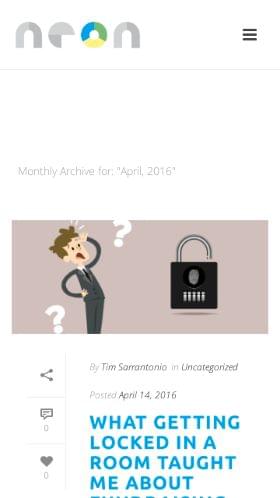 neon
Monthly Archive for: "April, 2016"
?
?
By Tim Sarrantonio in Uncategorized
Posted April 14, 2016
0
WHAT GETTING
LOCKED IN A
ROOM TAUGHT
0
ME ABOUT